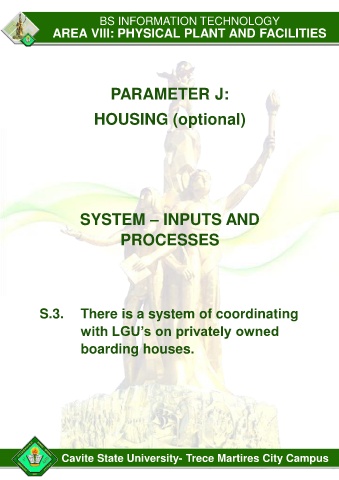 BS INFORMATION TECHNOLOGY
AREA VIII: PHYSICAL PLANT AND FACILITIES
PARAMETER J:
HOUSING (optional)
SYSTEM – INPUTS AND
PROCESSES
S.3. There is a system of coordinating
with LGU's on privately owned
boarding houses.
Cavite State University- Trece Martires City Campus